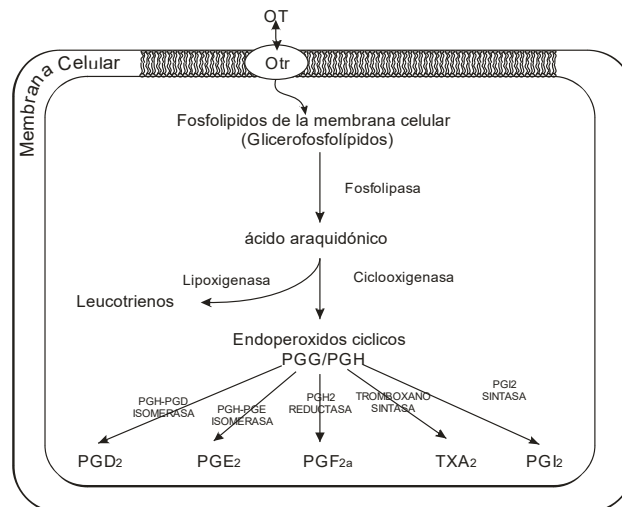 OT
Otr
Membrana Celular
Fosfolipidos de la membrana celular
(Glicerofosfolípidos)
Fosfolipasa
ácido araquidónico
Lipoxigenasa
Ciclooxigenasa
Leucotrienos
Endoperoxidos ciclicos
PGG/PGH
PGH-PGD
ISOMERASA
PGH-PGE
ISOMERASA
PGH2
REDUCTASA
TROMBOXANO
SINTASA
PGI2
SINTASA
PGD2
PGE2
PGF2a
TXA2
PGI2